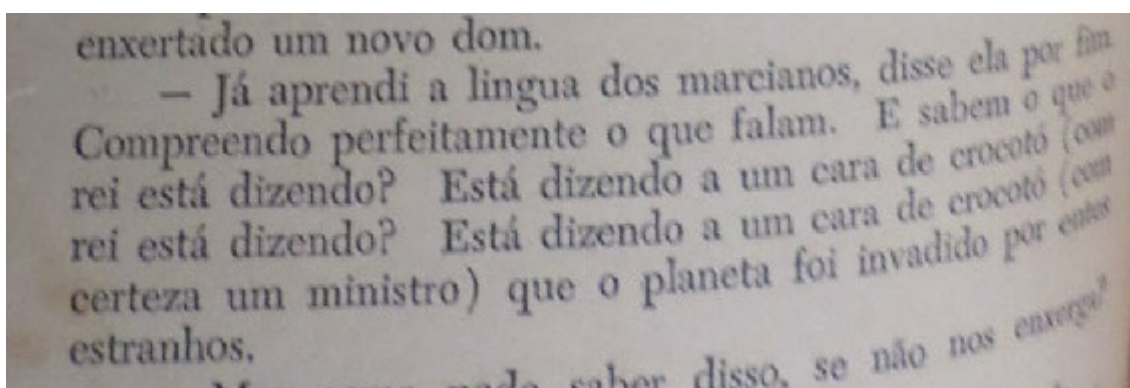 enxertado um novo dom.
— Já aprendi a lingua dos marcianos, disse ela por fim
Compreendo perfeitamente o que falam. E sabem o que o
rei está dizendo? Está dizendo a um cara de crocotó (com
rei está dizendo? Está dizendo a um cara de crocotó (com
certeza um ministro) que o planeta foi invadido por entes
estranhos.
saber disso, se não nos enxerga?